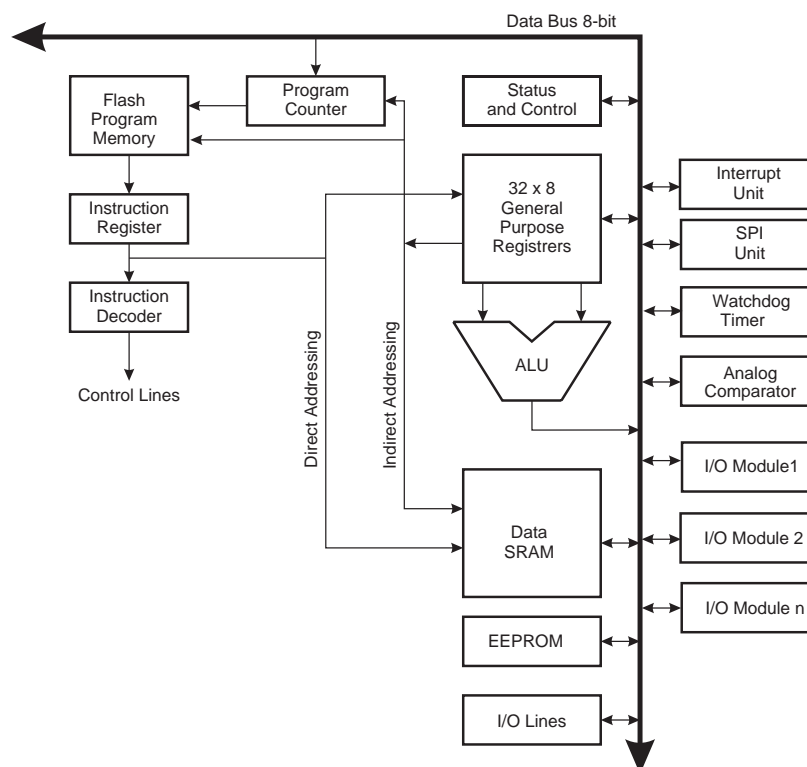 Data Bus 8-bit
Flash
Program
Memory
Program
Counter
Status
and Control
Interrupt
Unit
32 x 8
General
Purpose
Registrers
Instruction
Register
SPI
Unit
Instruction
Decoder
Watchdog
Timer
ALU
Analog
Comparator
Control Lines
Direct Addressing
Indirect Addressing
I/O Module1
Data
SRAM
I/O Module 2
I/O Module n
EEPROM
I/O Lines